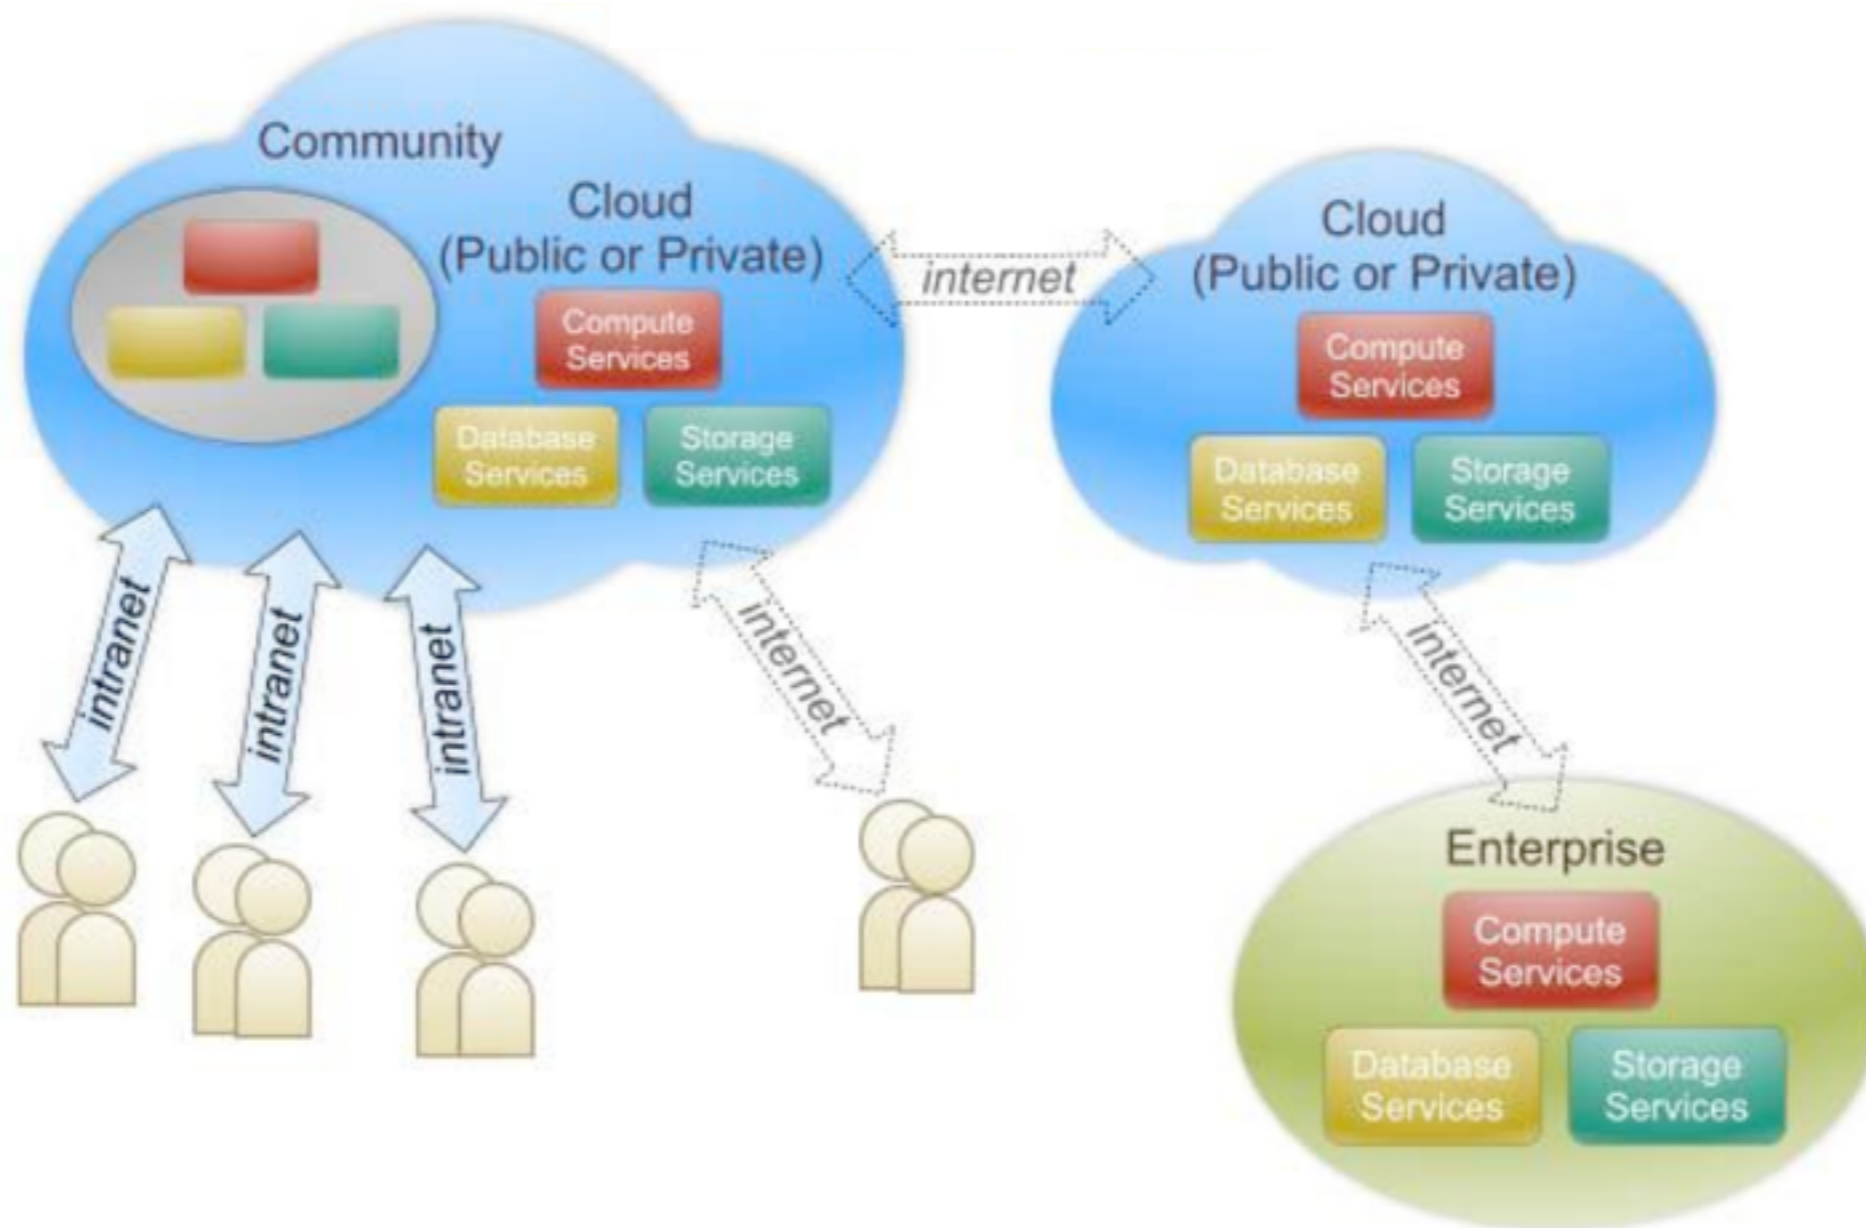 Community
Cloud
(Public or Private)
Compute
Services
Database
Services
Storage
Services
internet
Cloud
(Public or Private)
Compute
Services
Database
Services
Storage
Services
intranet
intranet
intranet
internet
internet
Enterprise
Compute
Services
Database
Services
Storage
Services